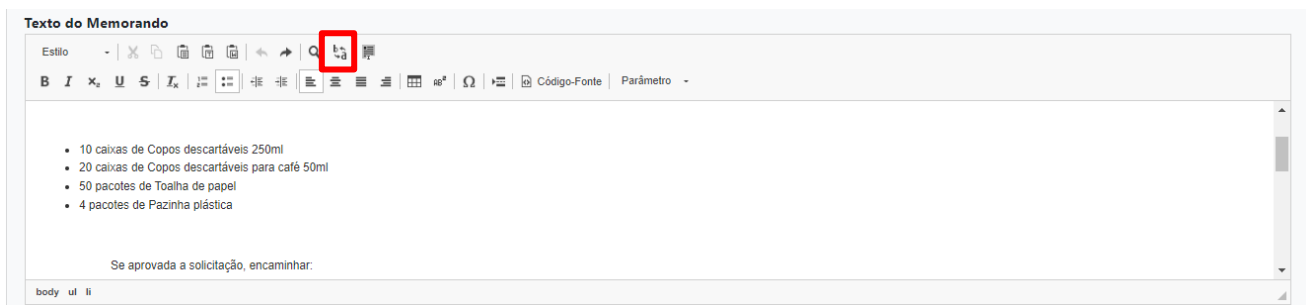 Texto do Memorando
Estilo
B I x₂ U S Ix Ω Código-Fonte Parâmetro
10 caixas de Copos descartáveis 250ml
20 caixas de Copos descartáveis para café 50ml
50 pacotes de Toalha de papel
4 pacotes de Pazinha plástica
Se aprovada a solicitação, encaminhar:
body ul li